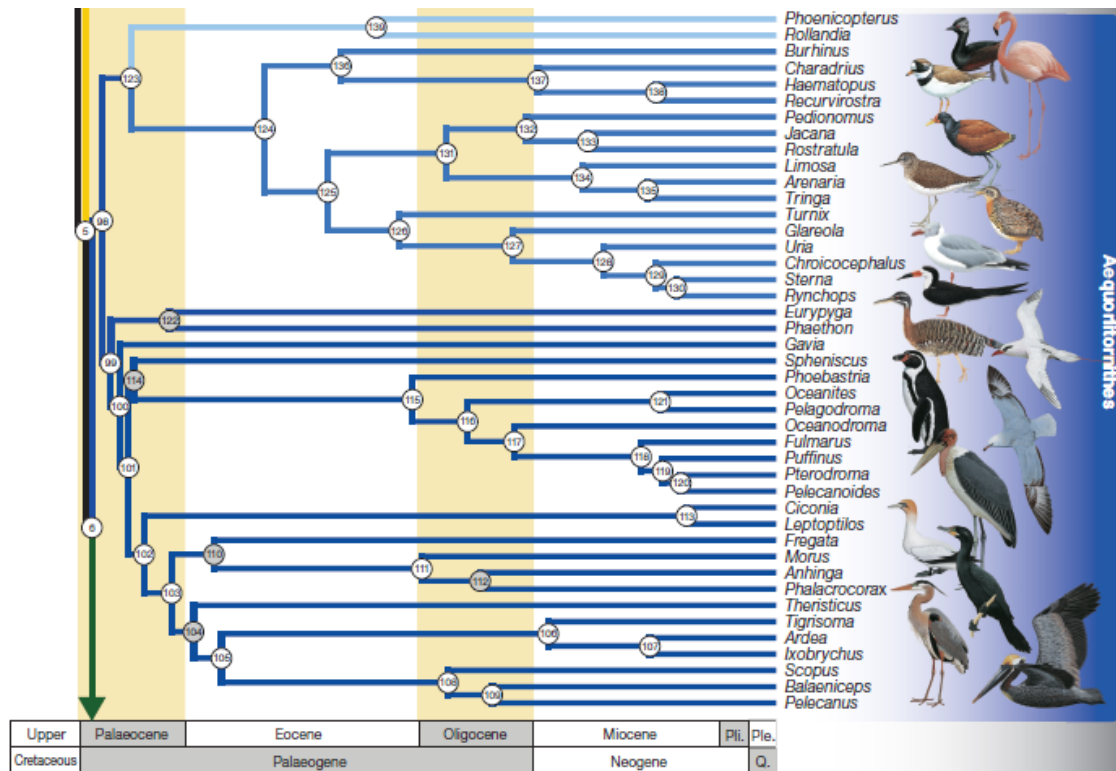 Phoenicopterus
139
Rollandia
Burhinus
136
Charadrius
123
137
Haematopus
138
Recurvirostra
Pedionomus
124
132
Jacana
133
Rostratula
131
Limosa
134
Arenaria
125
135
Tringa
Turnix
98
126
Glareola
5
127
Uria
128
Chroicocephalus
129
Sterna
130
Rynchops
Eurypyga
122
Phaethon
Gavia
99
Spheniscus
114
Phoebastria
100
115
Oceanites
121
Pelagodroma
116
Oceanodroma
117
Fulmarus
118
Puffinus
101
119
Pterodroma
120
Pelecanoides
Ciconia
113
Leptoptilos
6
Fregata
102
110
Morus
111
Anhinga
112
103
Phalacrocorax
Theristicus
104
Tigrisoma
106
Ardea
105
107
Ixobrychus
Scopus
108
Balaeniceps
109
Pelecanus
Aequorlitornithes
Upper Palaeocene Eocene Oligocene Miocene Pli. Ple.
Cretaceous Palaeogene Neogene Q.